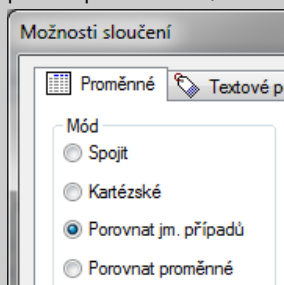 Možnosti sloučení
Proměnné Textové
Mód
Spojit
Kartézské
Porovnat jm. případů
Porovnat proměnné